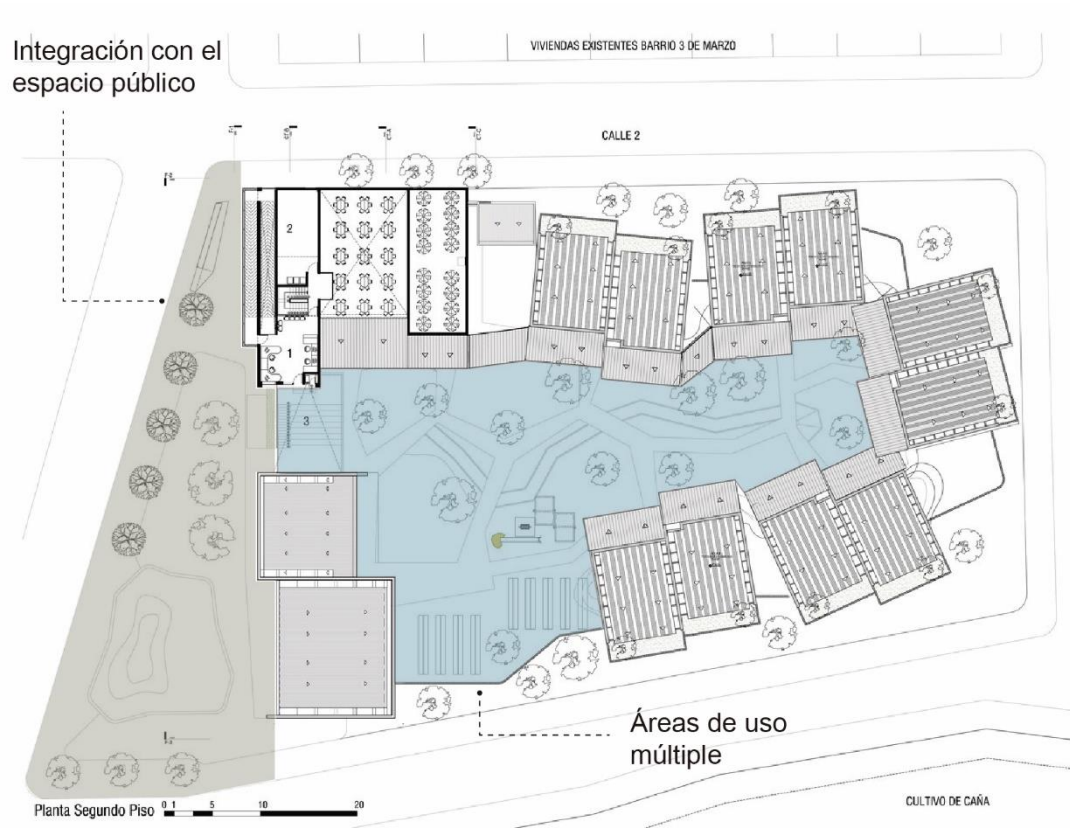 Integración con el
espacio público
VIVIENDAS EXISTENTES BARRIO 3 DE MARZO
CALLE 2
2
1
3
Áreas de uso
múltiple
CULTIVO DE CAÑA
Planta Segundo Piso 0 1 5 10 20